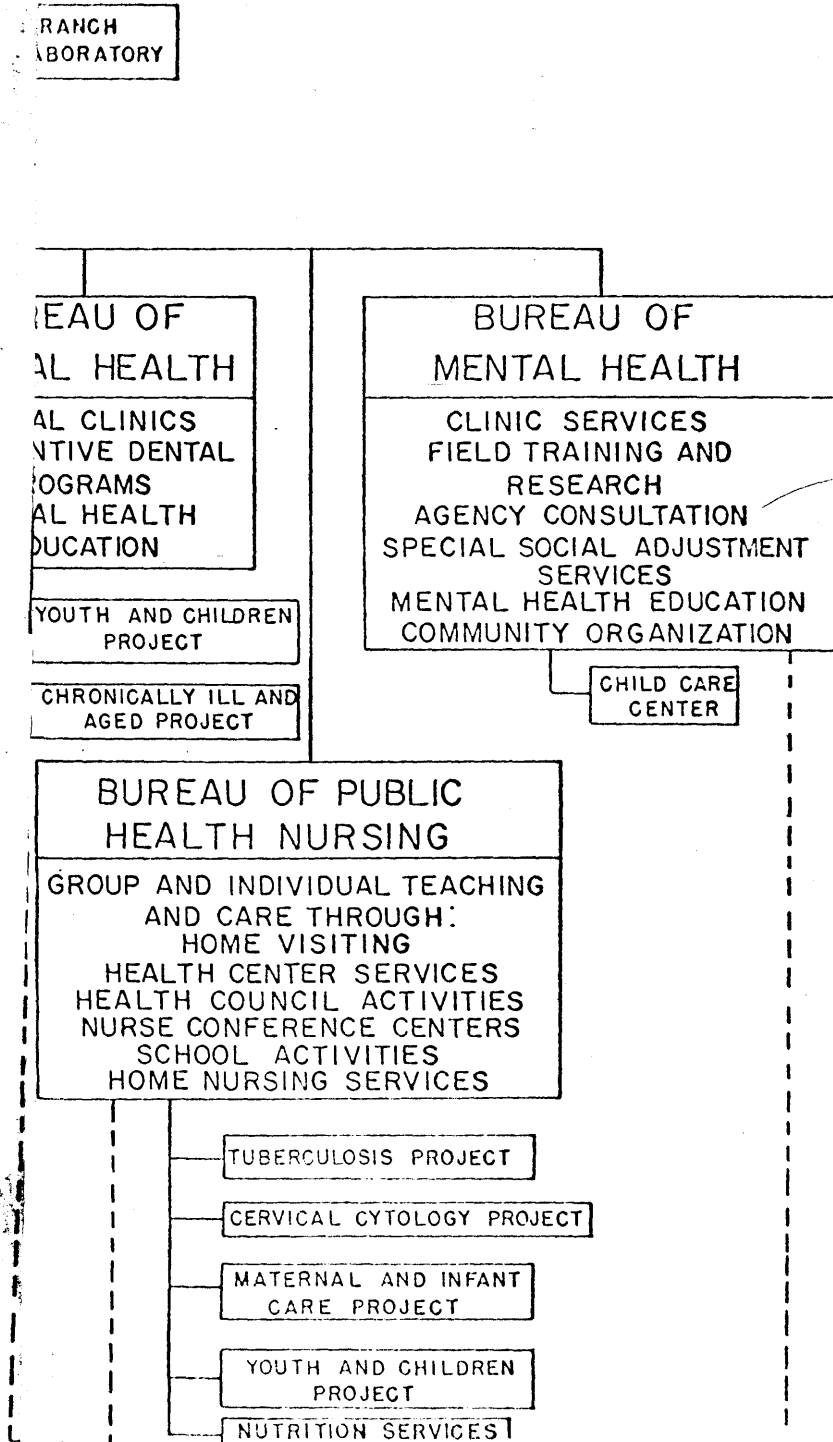 RANCH
ABORATORY
EAU OF
AL HEALTH
AL CLINICS
NTIVE DENTAL
OGRAMS
AL HEALTH
DUCATION
YOUTH AND CHILDREN
PROJECT
CHRONICALLY ILL AND
AGED PROJECT
BUREAU OF
MENTAL HEALTH
CLINIC SERVICES
FIELD TRAINING AND
RESEARCH
AGENCY CONSULTATION
SPECIAL SOCIAL ADJUSTMENT
SERVICES
MENTAL HEALTH EDUCATION
COMMUNITY ORGANIZATION
CHILD CARE
CENTER
BUREAU OF PUBLIC
HEALTH NURSING
GROUP AND INDIVIDUAL TEACHING
AND CARE THROUGH:
HOME VISITING
HEALTH CENTER SERVICES
HEALTH COUNCIL ACTIVITIES
NURSE CONFERENCE CENTERS
SCHOOL ACTIVITIES
HOME NURSING SERVICES
TUBERCULOSIS PROJECT
CERVICAL CYTOLOGY PROJECT
MATERNAL AND INFANT
CARE PROJECT
YOUTH AND CHILDREN
PROJECT
NUTRITION SERVICES